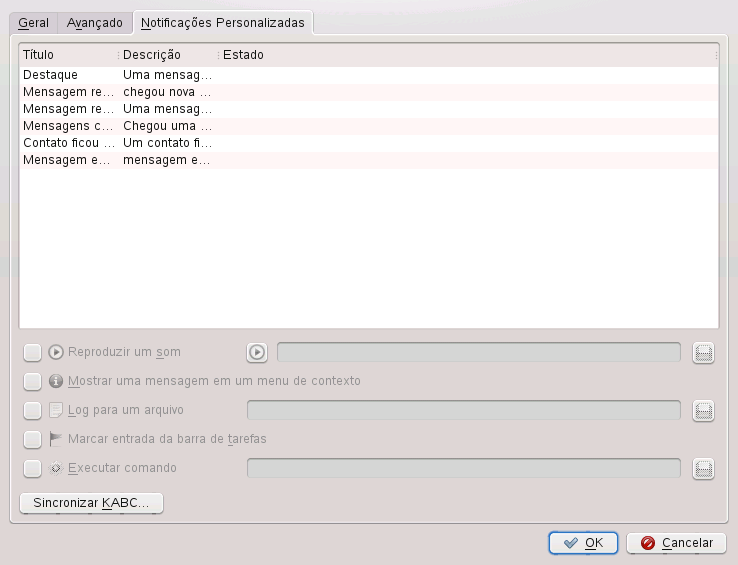 Geral Avançado Notificações Personalizadas
Título Descrição Estado
Destaque Uma mensag...
Mensagem re... chegou nova ...
Mensagem re... Uma mensag...
Mensagens c... Chegou uma ...
Contato ficou ... Um contato fi...
Mensagem e... mensagem e...
Reproduzir um som
Mostrar uma mensagem em um menu de contexto
Log para um arquivo
Marcar entrada da barra de tarefas
Executar comando
Sincronizar KABC...
OK Cancelar